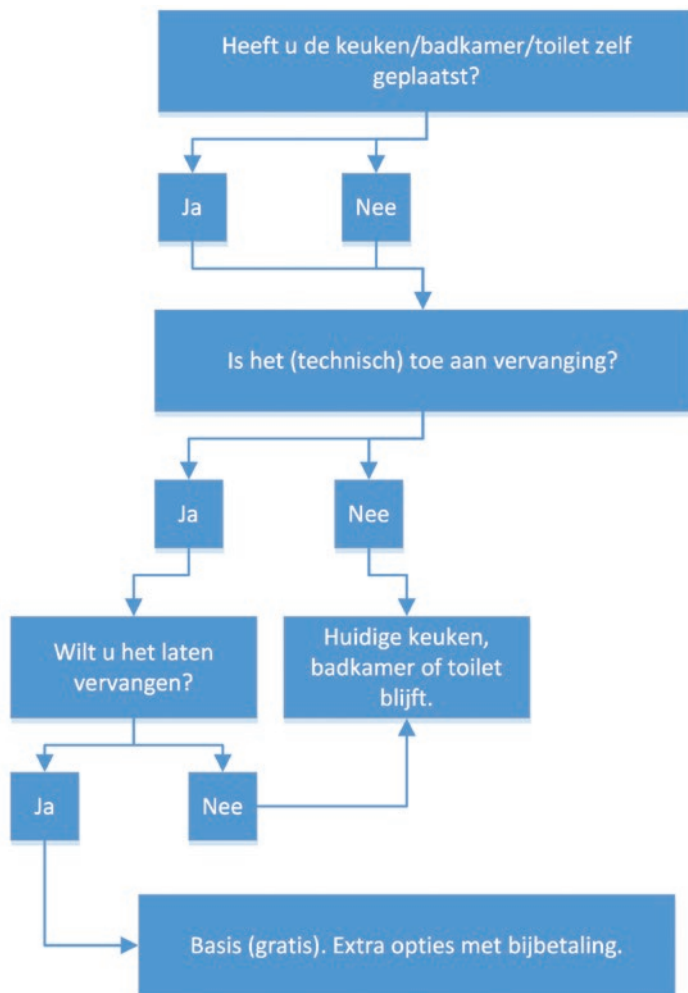 Heeft u de keuken/badkamer/toilet zelf
geplaatst?
Ja
Nee
Is het (technisch) toe aan vervanging?
Ja
Nee
Wilt u het laten
vervangen?
Huidige keuken,
badkamer of toilet
blijft.
Ja
Nee
Basis (gratis). Extra opties met bijbetaling.